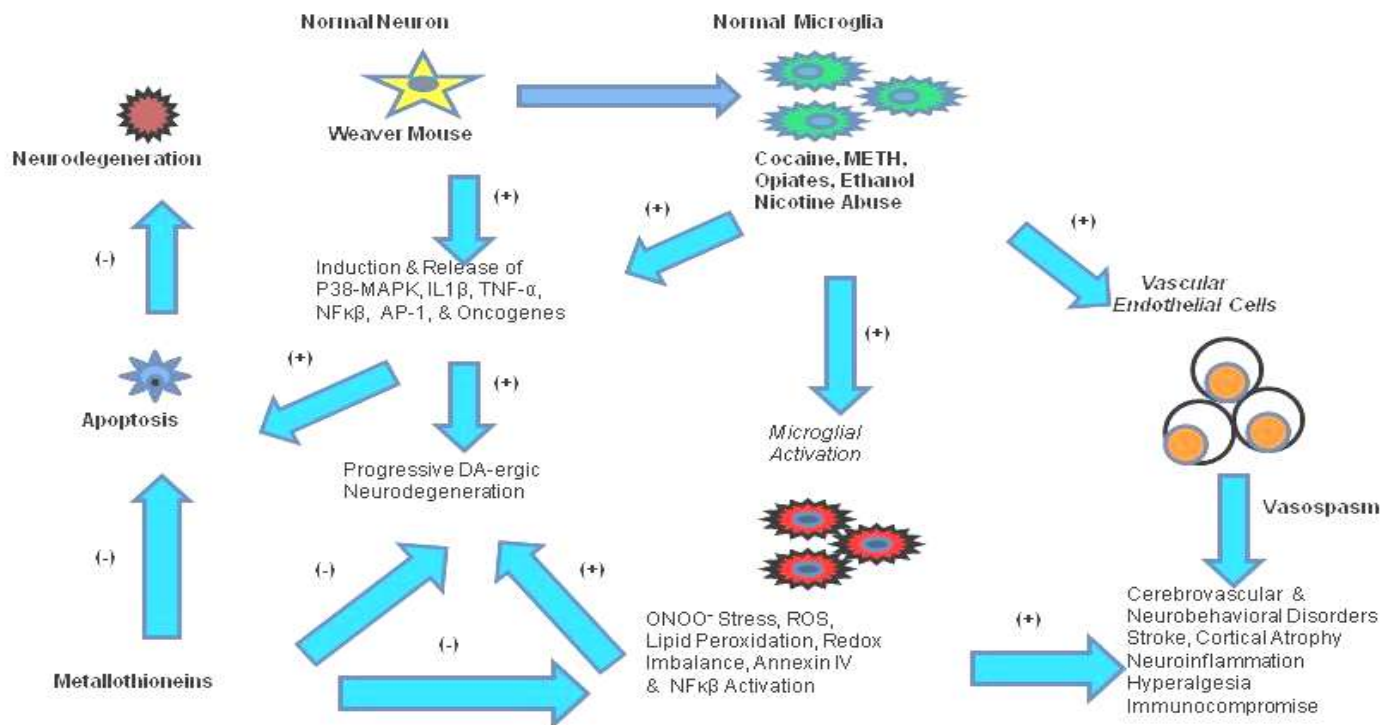 Normal Neuron
Normal Microglia
Weaver Mouse
Neurodegeneration
Cocaine, METH,
Opiates, Ethanol
Nicotine Abuse
(+)
(+)
(+)
(-)
Induction & Release of
P38-MAPK, IL1β, TNF-α,
NFκβ, AP-1, & Oncogenes
Vascular
Endothelial Cells
(+)
(+)
(+)
Apoptosis
Microglial
Activation
Progressive DA-ergic
Neurodegeneration
Vasospasm
(-)
(-)
(+)
Cerebrovascular &
Neurobehavioral Disorders
Stroke, Cortical Atrophy
Neuroinflammation
Hyperalgesia
Immunocompromise
ONOO⁻ Stress, ROS,
Lipid Peroxidation, Redox
Imbalance, Annexin IV
& NFκβ Activation
(+)
(-)
Metallothioneins